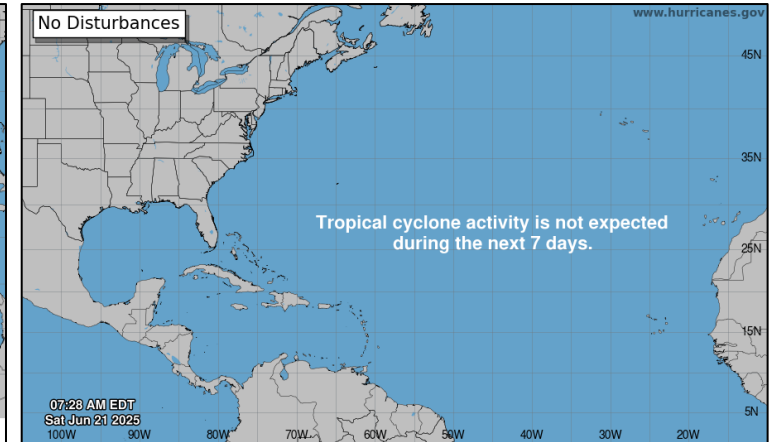 No Disturbances
www.hurricanes.gov
45N
35N
Tropical cyclone activity is not expected
during the next 7 days.
25N
15N
07:28 AM EDT
Sat Jun 21 2025
5N
100W 90W 80W 70W 60W 50W 40W 30W 20W